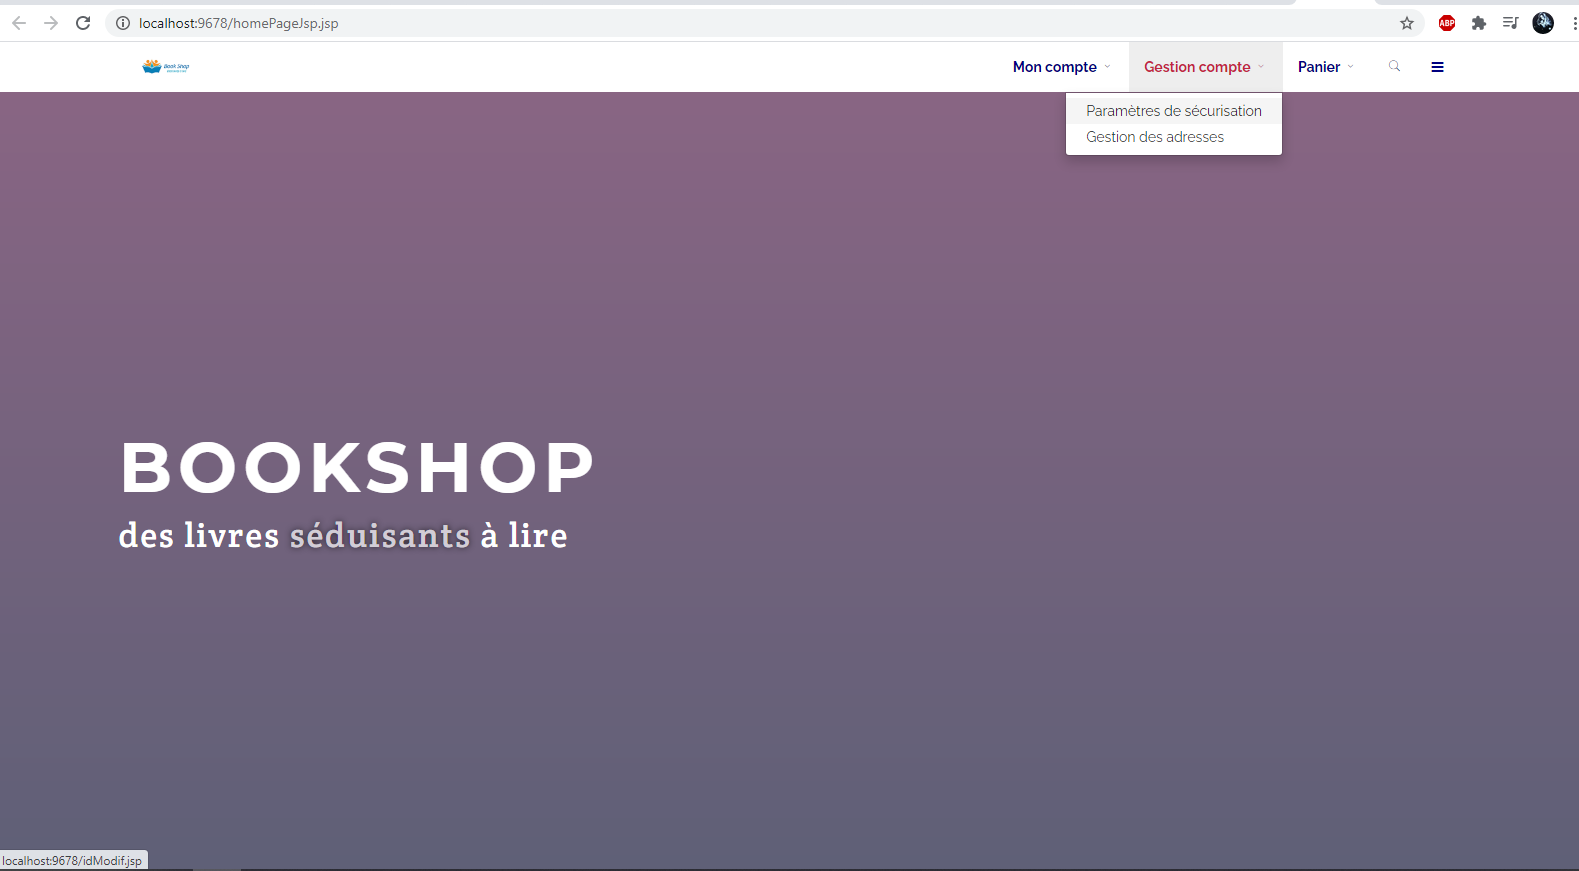 localhost:9678/homePageJsp.jsp
ABP
Book Shop
Mon compte
Gestion compte
Panier
Paramètres de sécurisation
Gestion des adresses
BOOKSHOP
des livres séduisants à lire
localhost:9678/idModif.jsp